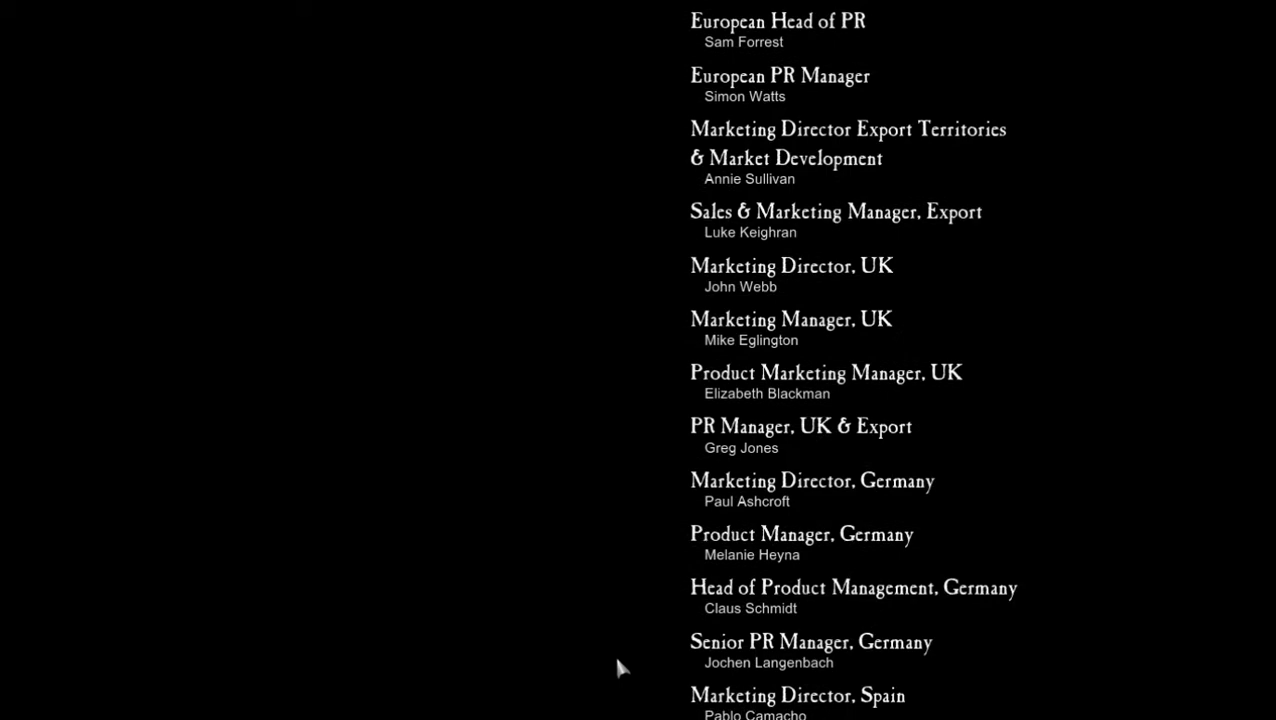 European Head of PR
Sam Forrest
European PR Manager
Simon Watts
Marketing Director Export Territories
& Market Development
Annie Sullivan
Sales & Marketing Manager, Export
Luke Keighran
Marketing Director, UK
John Webb
Marketing Manager, UK
Mike Eglington
Product Marketing Manager, UK
Elizabeth Blackman
PR Manager, UK & Export
Greg Jones
Marketing Director, Germany
Paul Ashcroft
Product Manager, Germany
Melanie Heyna
Head of Product Management, Germany
Claus Schmidt
Senior PR Manager, Germany
Jochen Langenbach
Marketing Director, Spain
Pablo Camacho